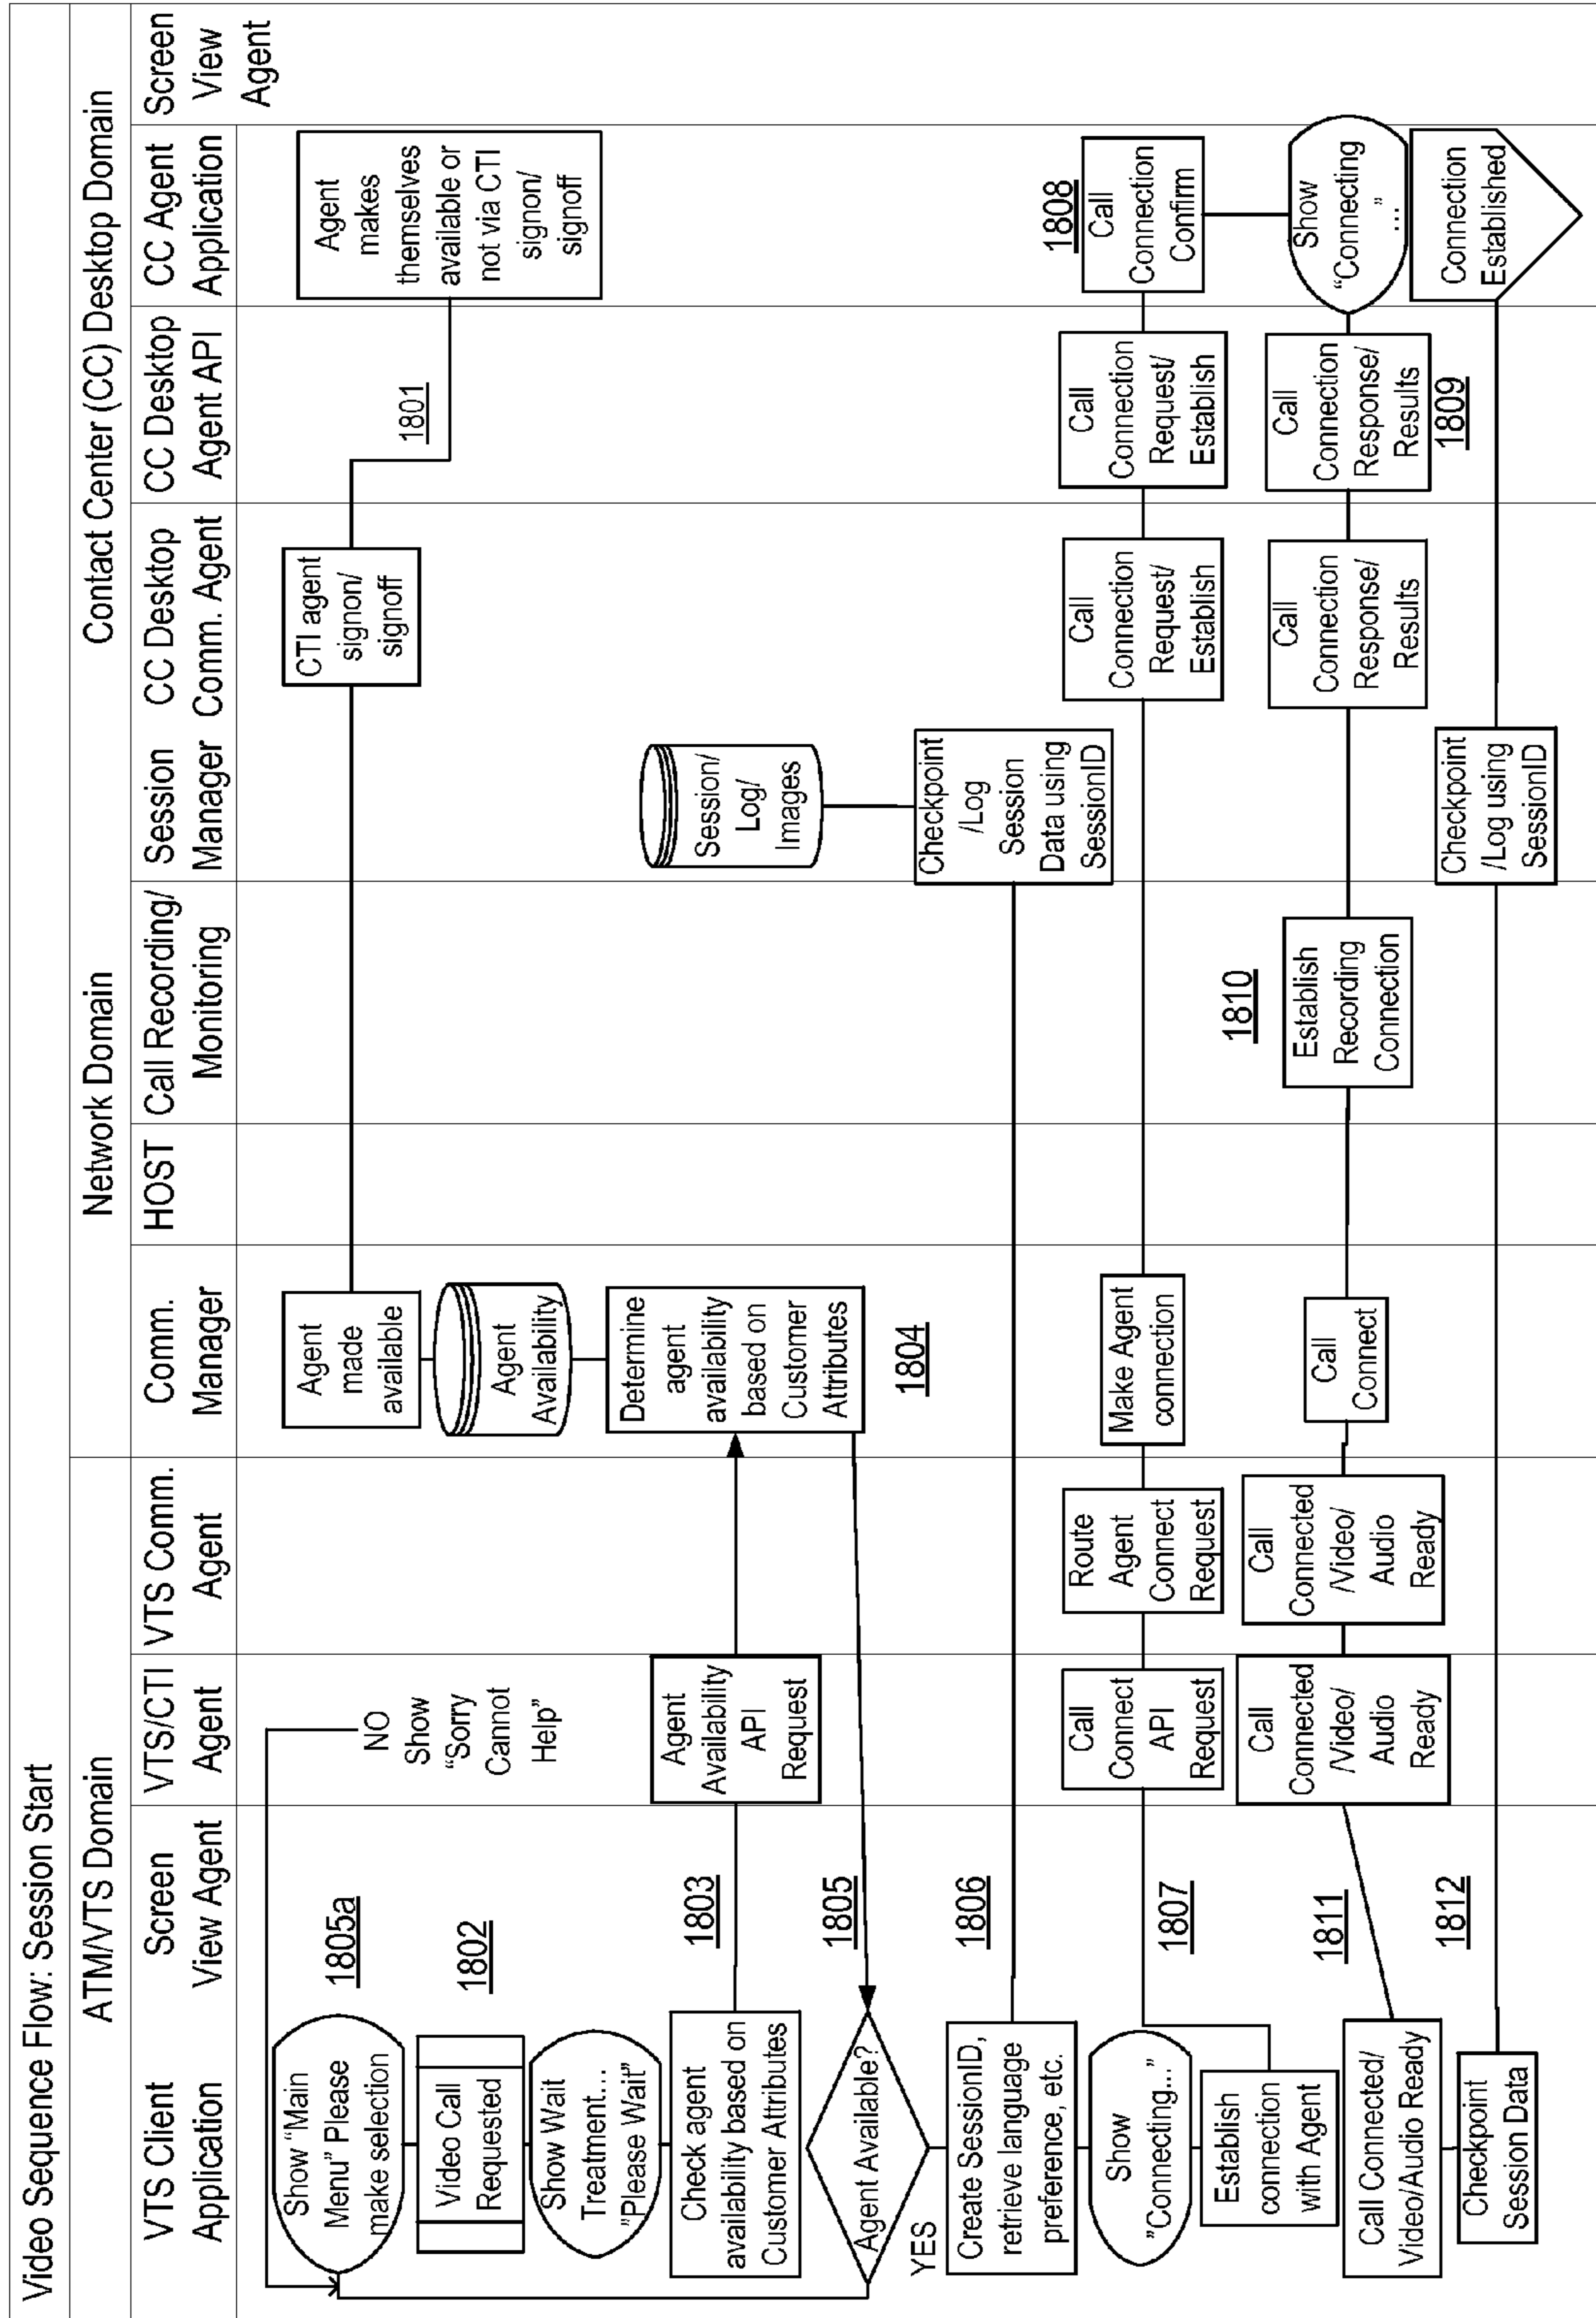 Video Sequence Flow: Session Start
ATM/VTS Domain
Network Domain
Contact Center (CC) Desktop Domain
VTS Client
Application
Screen
View Agent
VTS/CTI
Agent
VTS Comm.
Agent
Comm.
Manager
HOST
Call Recording/
Monitoring
Session
Manager
CC Desktop
Comm. Agent
CC Desktop
Agent API
CC Agent
Application
Screen
View
Agent
Show "Main
Menu" Please
make selection
1805a
NO
Show
"Sorry
Cannot
Help"
Agent
made
available
CTI agent
signon/
signoff
1801
Agent
makes
themselves
available or
not via CTI
signon/
signoff
Video Call
Requested
1802
Agent
Availability
Show Wait
Treatment...
"Please Wait"
Check agent
availability based on
Customer Attributes
1803
Agent
Availability
API
Request
Determine
agent
availability
based on
Customer
Attributes
1804
Session/
Log/
Images
Agent Available?
1805
YES
Create SessionID,
retrieve language
preference, etc.
1806
Checkpoint
/Log
Session
Data using
SessionID
Show
"Connecting..."
Establish
connection
with Agent
1807
Call
Connect
API
Request
Route
Agent
Connect
Request
Make Agent
connection
Call
Connection
Request/
Establish
Call
Connection
Request/
Establish
1808
Call
Connection
Confirm
Call Connected/
Video/Audio Ready
1811
Call
Connected
/Video/
Audio
Ready
Call
Connected
/Video/
Audio
Ready
Call
Connect
1810
Establish
Recording
Connection
Call
Connection
Response/
Results
Call
Connection
Response/
Results
1809
Show
"Connecting
"
...
Checkpoint
Session Data
1812
Checkpoint
/Log using
SessionID
Connection
Established